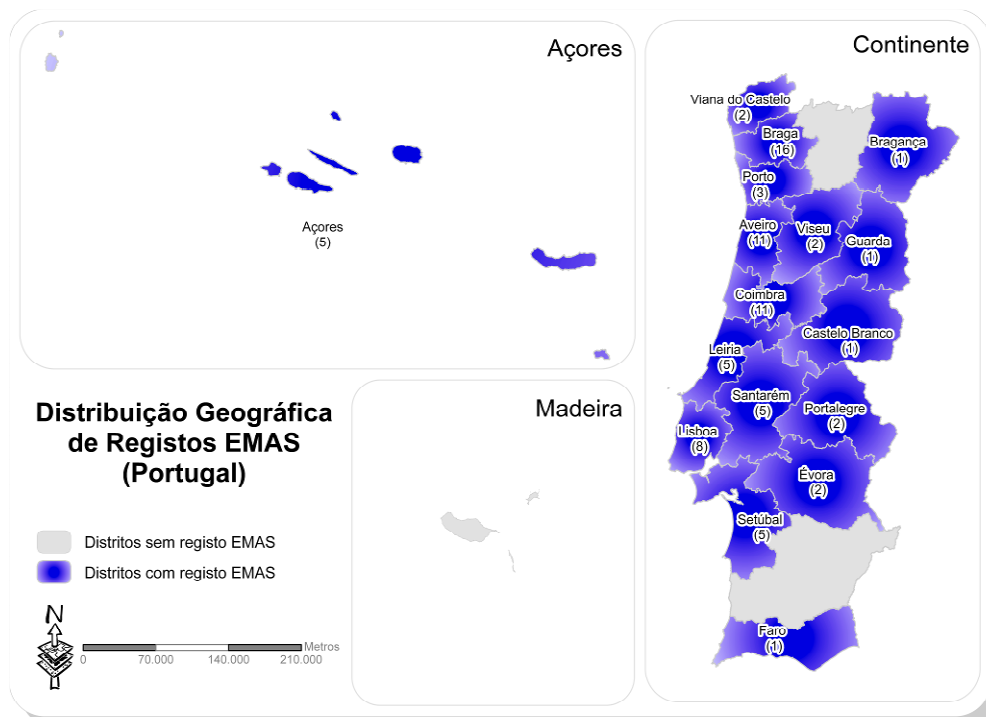 Açores
Açores
(5)
Continente
Viana do Castelo
(2)
Braga
(16)
Bragança
(1)
Porto
(3)
Aveiro
(11)
Viseu
(2)
Guarda
(1)
Coimbra
(11)
Castelo Branco
(1)
Leiria
(5)
Santarém
(5)
Portalegre
(2)
Lisboa
(8)
Évora
(2)
Setúbal
(5)
Faro
(1)
Madeira
Distribuição Geográfica
de Registos EMAS
(Portugal)
Distritos sem registo EMAS
Distritos com registo EMAS
N
Metros
0 70.000 140.000 210.000